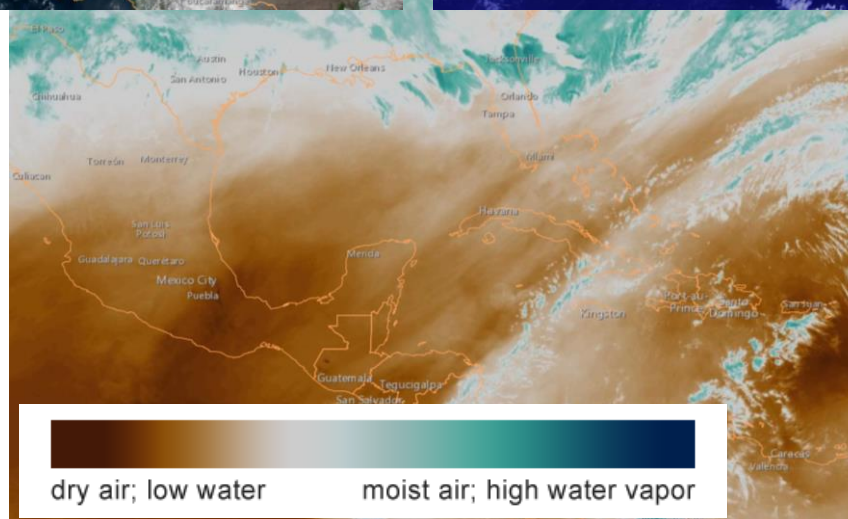 Bucaramanga
El Paso
Jacksonville
Austin
Houston
New Orleans
San Antonio
Chihuahua
Orlando
Tampa
Torreón
Monterrey
Miami
Culiacan
Havana
San Luis
Potosí
Guadalajara
Querétaro
Merida
Mexico City
Puebla
Port-au-
Prince
Santo
Domingo
San Juan
Kingston
Guatemala
Tegucigalpa
San Salvador
Caracas
Valencia
dry air; low water
moist air; high water vapor